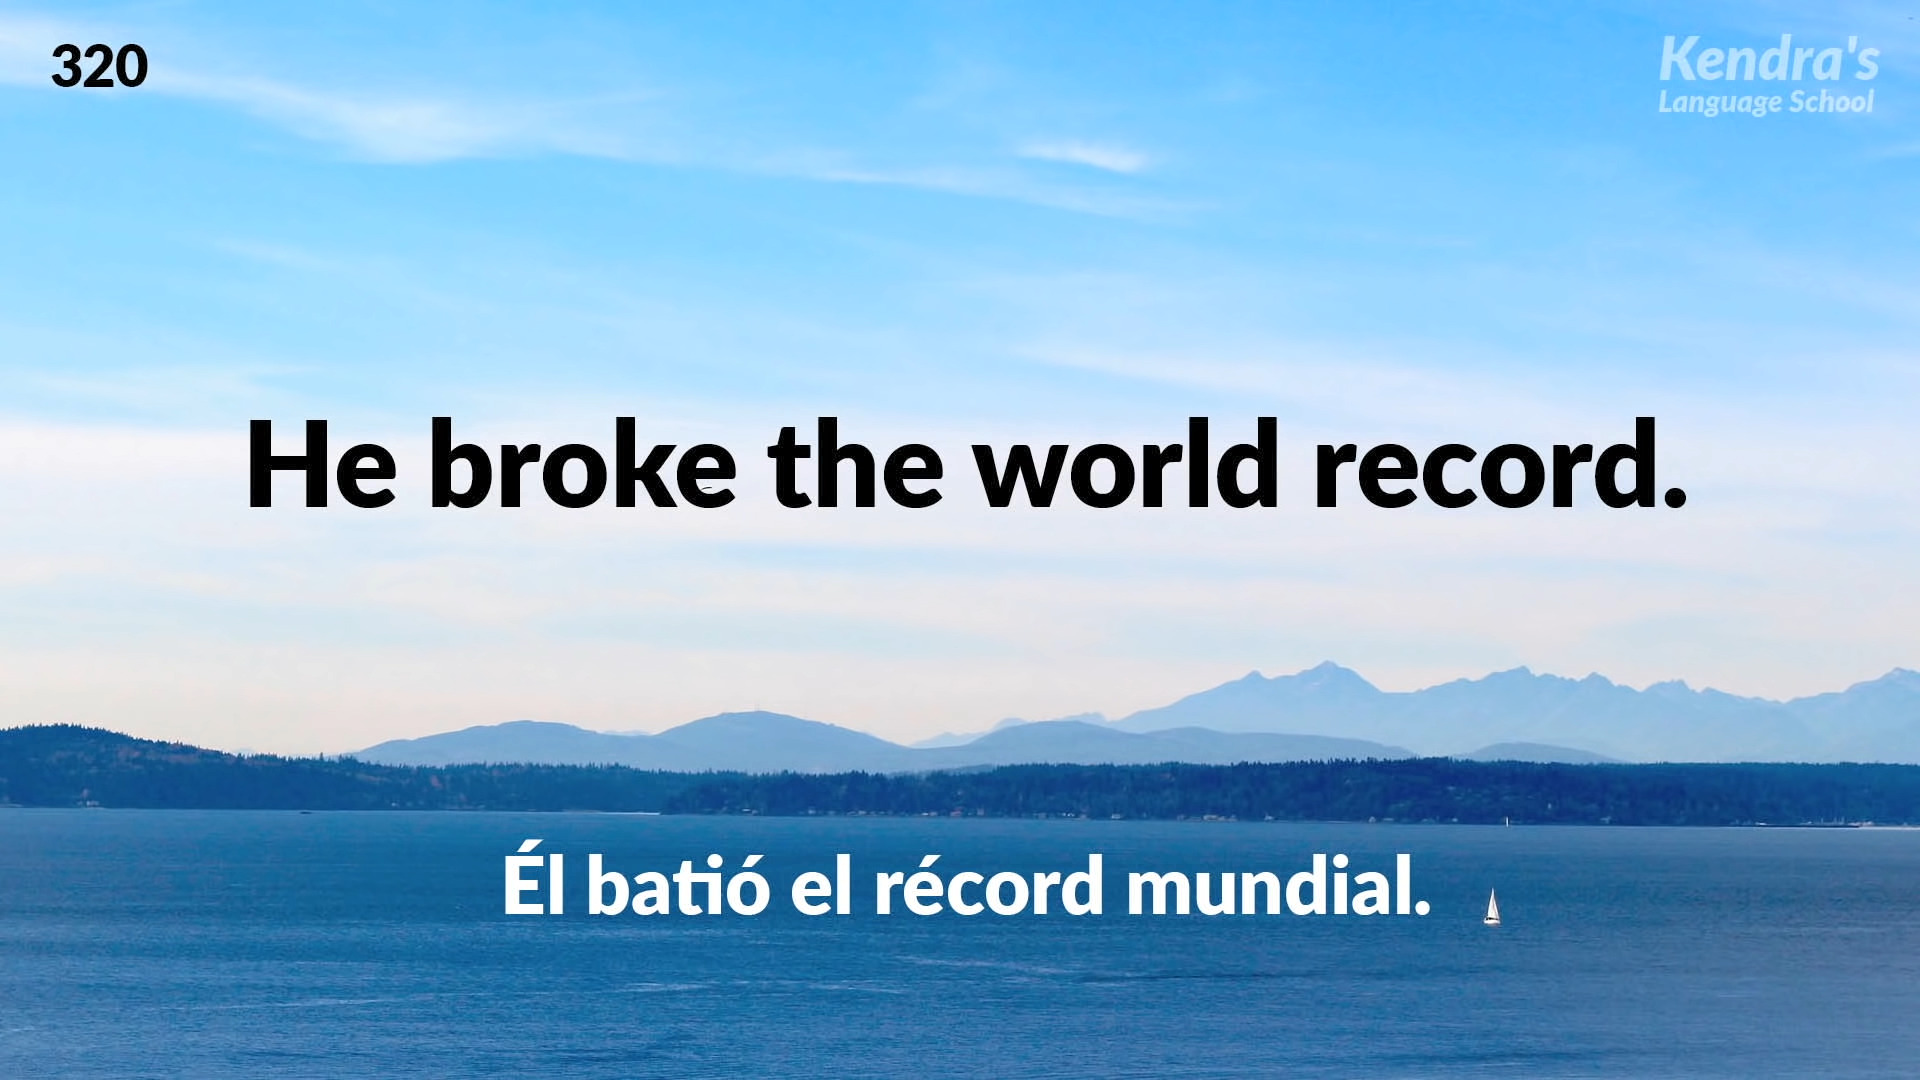 320
Kendra's
Language School
He broke the world record.
Él batió el récord mundial.